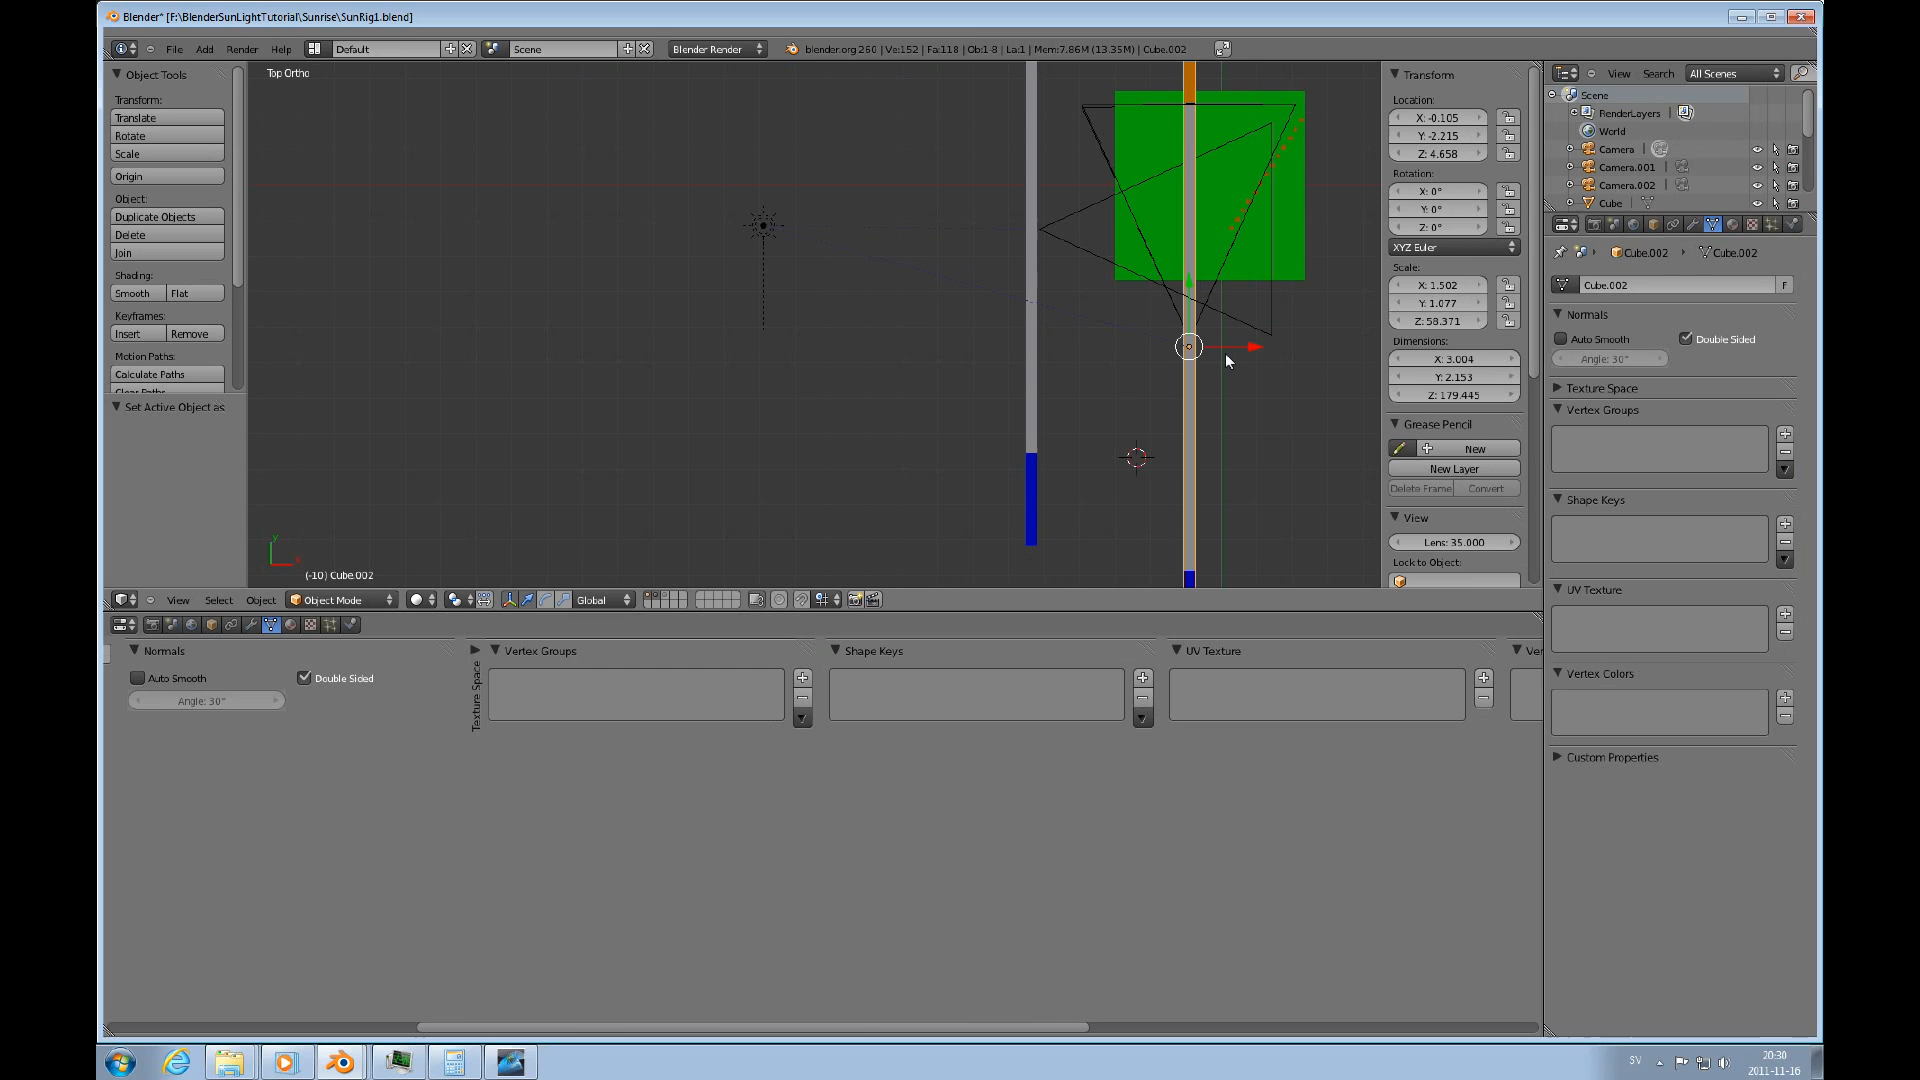 Blender* [F:\BlenderSunLightTutorial\Sunrise\SunRig1.blend]
File Add Render Help Default Scene Blender Render blender.org 260 | Ve:152 | Fa:118 | Ob:1-8 | La:1 | Mem:7.86M (13.35M) | Cube.002
Object Tools
Transform:
Translate
Rotate
Scale
Origin
Object:
Duplicate Objects
Delete
Join
Shading:
Smooth Flat
Keyframes:
Insert Remove
Motion Paths:
Calculate Paths
Clear Paths
Set Active Object as
Top Ortho
y
x
(-10) Cube.002
Transform
Location:
X: -0.105
Y: -2.215
Z: 4.658
Rotation:
X: 0°
Y: 0°
Z: 0°
XYZ Euler
Scale:
X: 1.502
Y: 1.077
Z: 58.371
Dimensions:
X: 3.004
Y: 2.153
Z: 179.445
Grease Pencil
New
New Layer
Delete Frame Convert
View
Lens: 35.000
Lock to Object:
View Search All Scenes
Scene
RenderLayers |
World
Camera |
Camera.001 |
Camera.002 |
Cube |
Cube.002 Cube.002
Cube.002 F
Normals
Auto Smooth Double Sided
Angle: 30°
Texture Space
Vertex Groups
Shape Keys
UV Texture
Vertex Colors
Custom Properties
View Select Object Object Mode Global
Normals
Auto Smooth Double Sided
Angle: 30°
Texture Space
Vertex Groups
Shape Keys
UV Texture
Ver
SV
20:30
2011-11-16